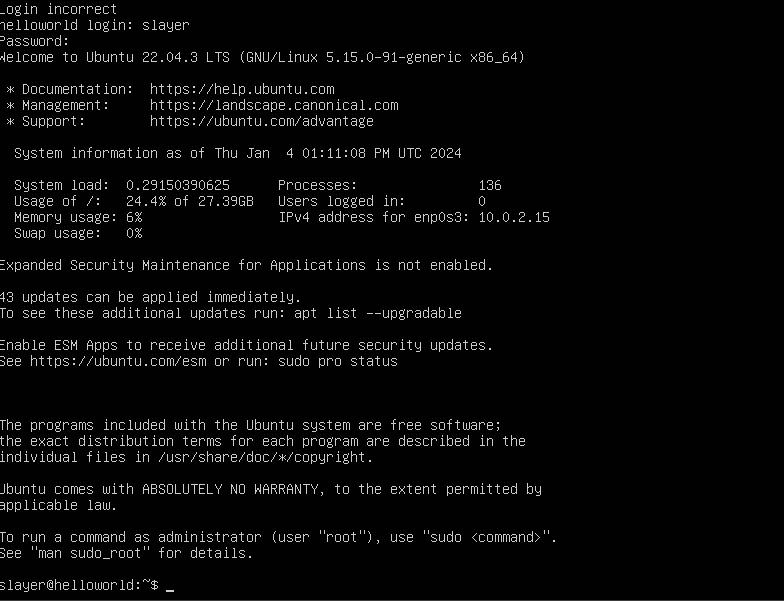 Login incorrect
helloworld login: slayer
Password:
Welcome to Ubuntu 22.04.3 LTS (GNU/Linux 5.15.0-91-generic x86_64)
* Documentation:  https://help.ubuntu.com
* Management:     https://landscape.canonical.com
* Support:        https://ubuntu.com/advantage
System information as of Thu Jan  4 01:11:08 PM UTC 2024
System load:  0.29150390625      Processes:               136
Usage of /:   24.4% of 27.39GB   Users logged in:         0
Memory usage: 6%                 IPv4 address for enp0s3: 10.0.2.15
Swap usage:   0%
Expanded Security Maintenance for Applications is not enabled.
43 updates can be applied immediately.
To see these additional updates run: apt list --upgradable
Enable ESM Apps to receive additional future security updates.
See https://ubuntu.com/esm or run: sudo pro status
The programs included with the Ubuntu system are free software;
the exact distribution terms for each program are described in the
individual files in /usr/share/doc/*/copyright.
Ubuntu comes with ABSOLUTELY NO WARRANTY, to the extent permitted by
applicable law.
To run a command as administrator (user "root"), use "sudo <command>".
See "man sudo_root" for details.
slayer@helloworld:~$ _